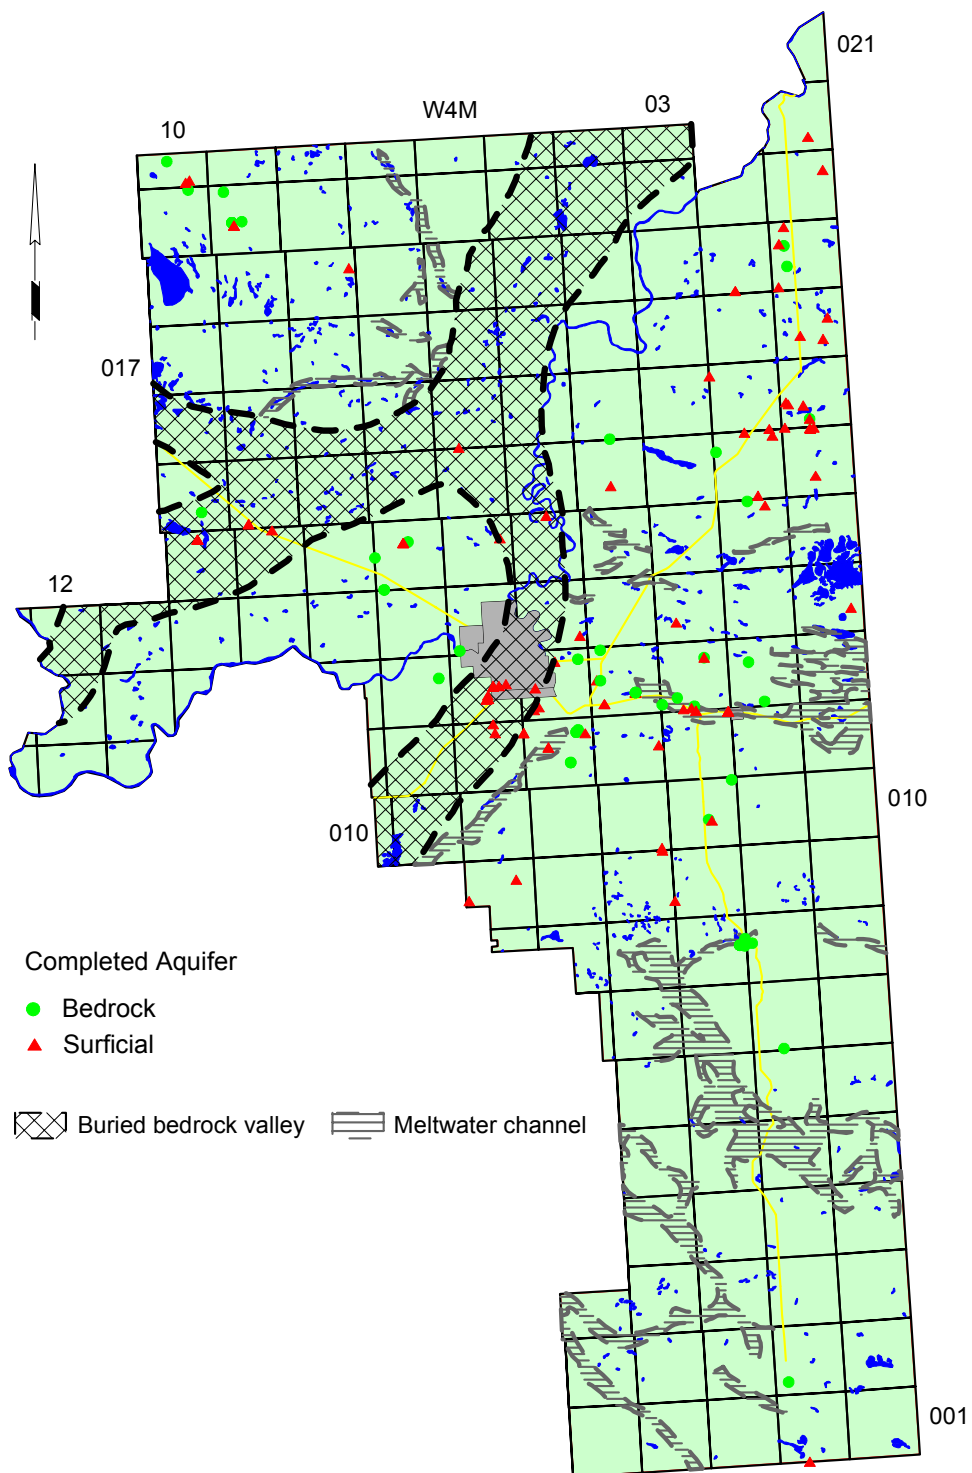 021
W4M
03
10
017
12
010
010
Completed Aquifer
Bedrock
Surficial
Buried bedrock valley
Meltwater channel
001